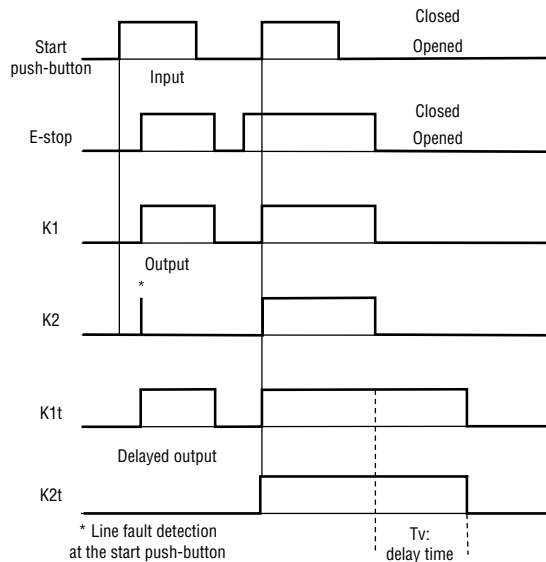 Closed
Start
push-button
Opened
Input
E-stop
Closed
Opened
K1
Output
*
K2
K1t
Delayed output
K2t
* Line fault detection
at the start push-button
Tv:
delay time